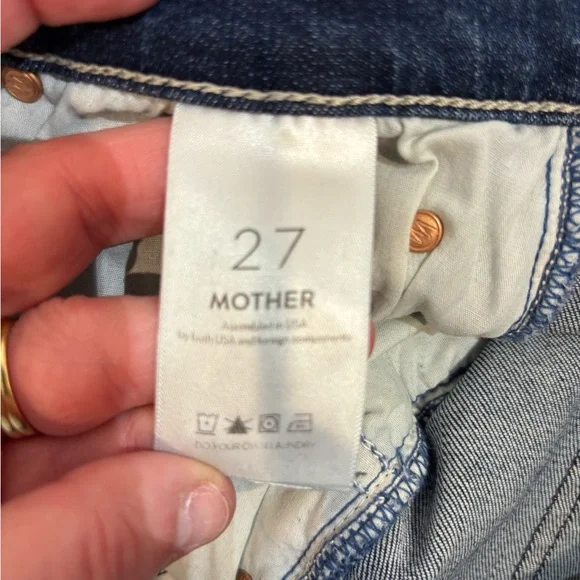 27
MOTHER
Assembled in USA
by both USA and foreign components
DO YOUR OWN LAUNDRY